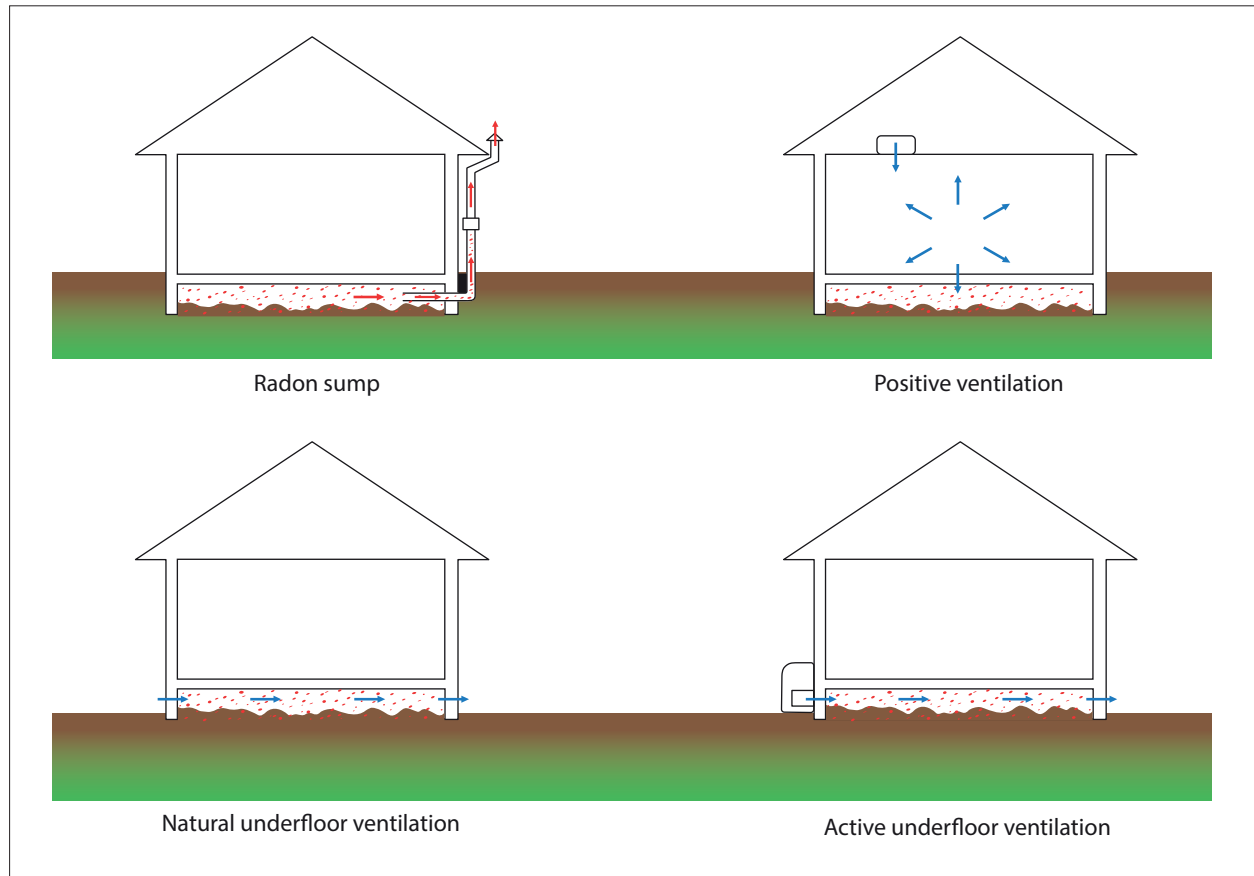 Radon sump
Positive ventilation
Natural underfloor ventilation
Active underfloor ventilation